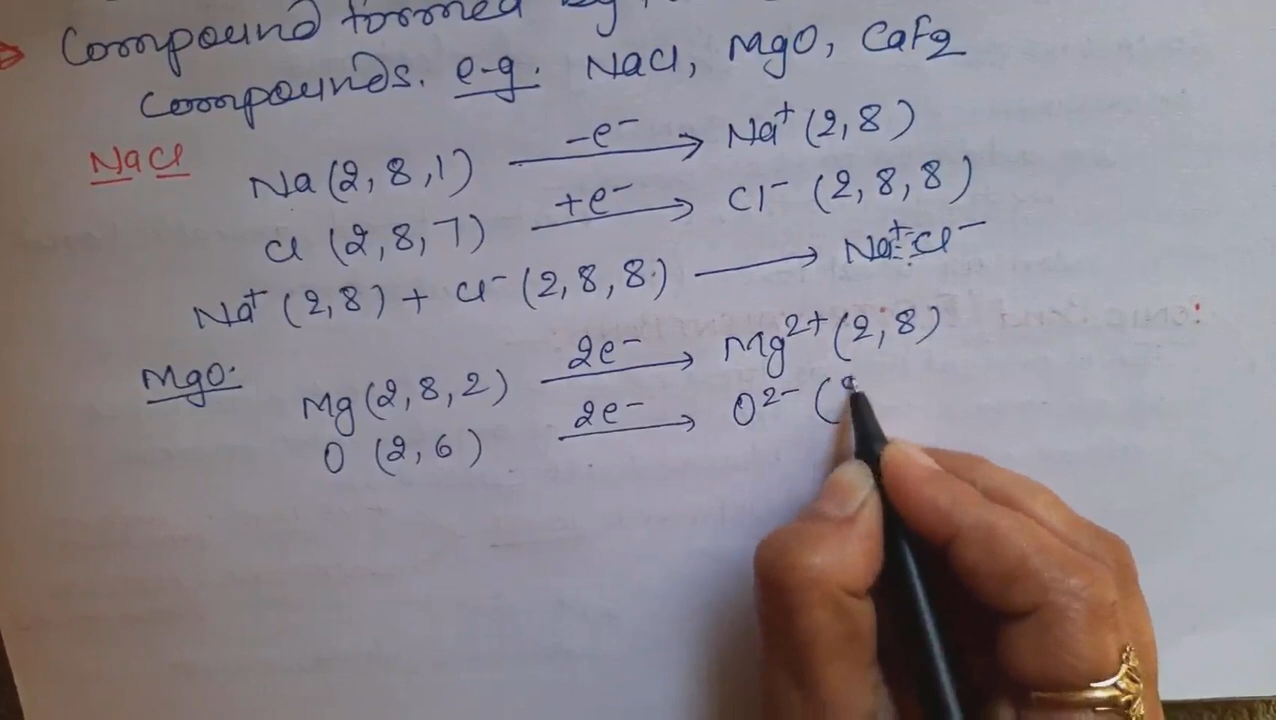 Compound formed by
compounds. e.g. NaCl, MgO, CaF2
NaCl
Na (2, 8, 1) -e⁻ → Na⁺ (2, 8)
Cl (2, 8, 7) +e⁻ → Cl⁻ (2, 8, 8)
Na⁺ (2, 8) + Cl⁻ (2, 8, 8) → Na⁺Cl⁻
MgO.
Mg (2, 8, 2) 2e⁻ → Mg²⁺ (2, 8)
O (2, 6) 2e⁻ → O²⁻ (